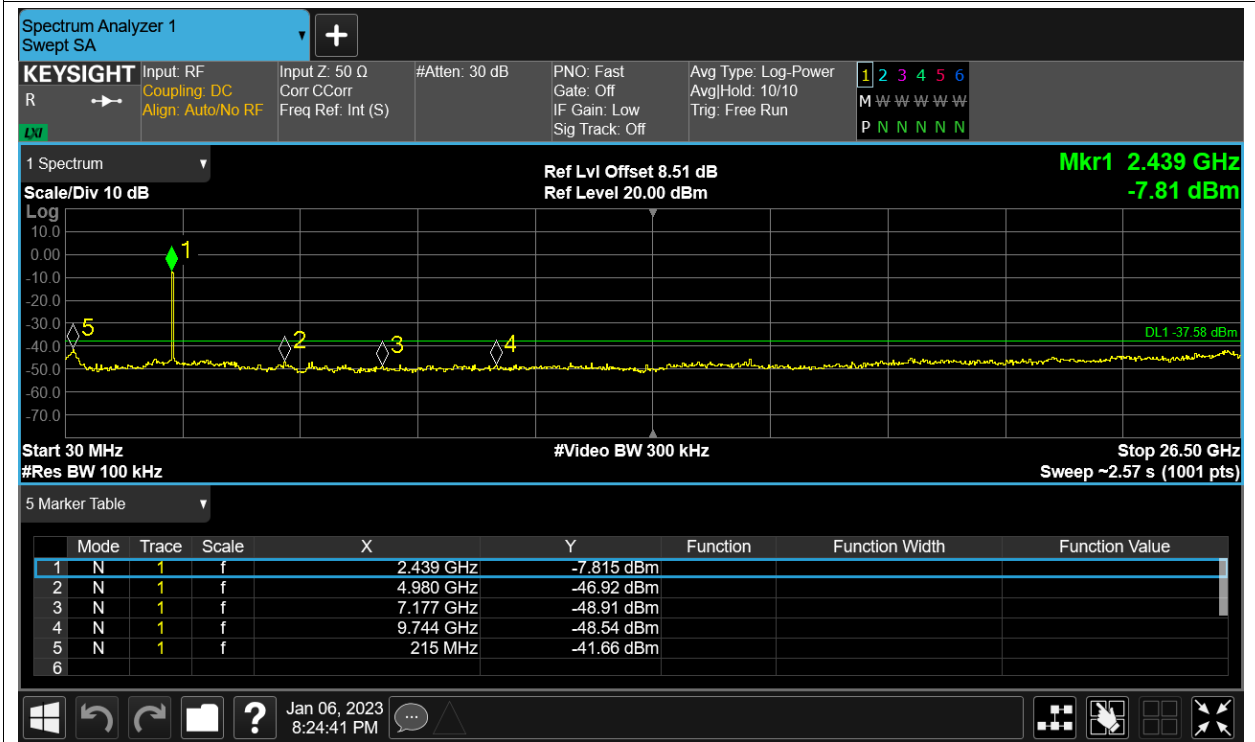 Spectrum Analyzer 1
Swept SA
+
KEYSIGHT
R
LXI
Input: RF
Coupling: DC
Align: Auto/No RF
Input Z: 50 Ω
Corr CCorr
Freq Ref: Int (S)
#Atten: 30 dB
PNO: Fast
Gate: Off
IF Gain: Low
Sig Track: Off
Avg Type: Log-Power
Avg|Hold: 10/10
Trig: Free Run
1 2 3 4 5 6
M W W W W W
P N N N N N
1 Spectrum
Scale/Div 10 dB
Ref Lvl Offset 8.51 dB
Ref Level 20.00 dBm
Mkr1 2.439 GHz
-7.81 dBm
Log
10.0
0.00
-10.0
-20.0
-30.0
-40.0
-50.0
-60.0
-70.0
1
5
2
3
4
DL1 -37.58 dBm
Start 30 MHz
#Video BW 300 kHz
Stop 26.50 GHz
#Res BW 100 kHz
Sweep ~2.57 s (1001 pts)
5 Marker Table
Mode Trace Scale X Y Function Function Width Function Value
1 N 1 f 2.439 GHz -7.815 dBm
2 N 1 f 4.980 GHz -46.92 dBm
3 N 1 f 7.177 GHz -48.91 dBm
4 N 1 f 9.744 GHz -48.54 dBm
5 N 1 f 215 MHz -41.66 dBm
6
?
Jan 06, 2023
8:24:41 PM